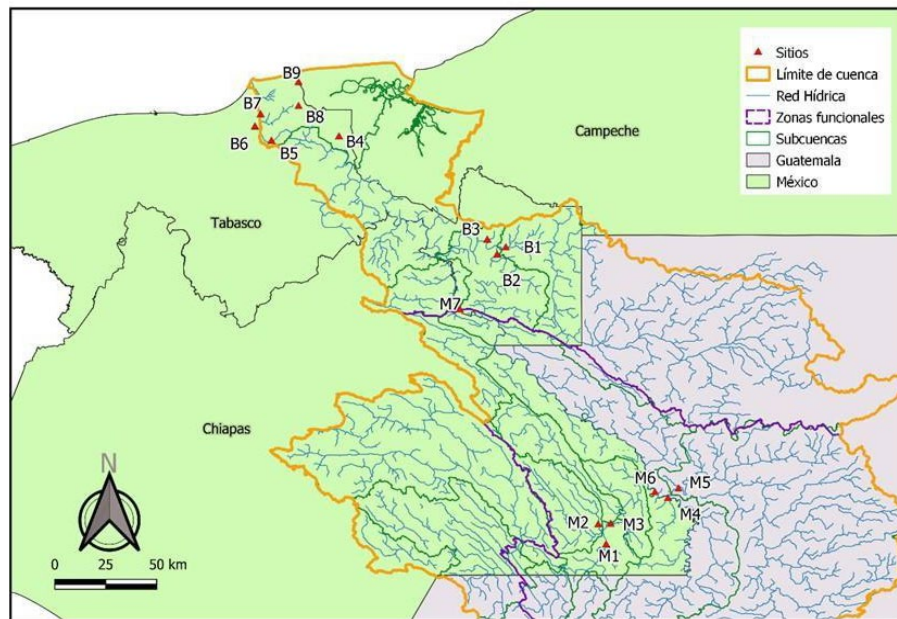 B9
B7
B8
B6
B5
B4
Campeche
Sitios
Límite de cuenca
Red Hídrica
Zonas funcionales
Subcuencas
Guatemala
México
Tabasco
B3
B1
B2
M7
Chiapas
N
M6
M5
M4
M2
M3
M1
0 25 50 km